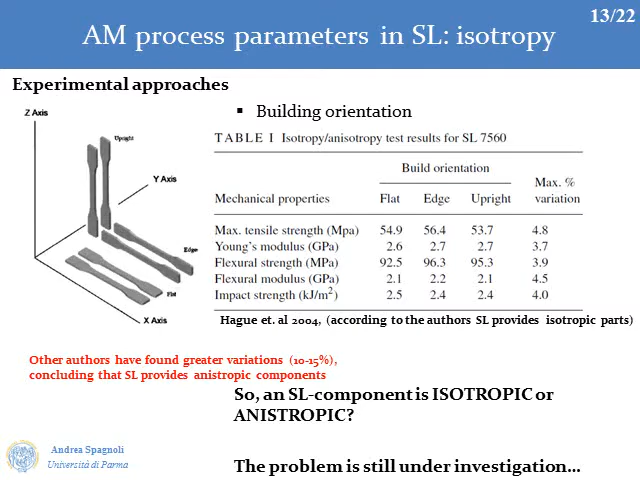 13/22
AM process parameters in SL: isotropy
Experimental approaches
▪ Building orientation
Z Axis
Upright
Y Axis
Edge
Flat
X Axis
TABLE I Isotropy/anisotropy test results for SL 7560
Build orientation
Max. %
Mechanical properties Flat Edge Upright variation
Max. tensile strength (Mpa) 54.9 56.4 53.7 4.8
Young's modulus (GPa) 2.6 2.7 2.7 3.7
Flexural strength (MPa) 92.5 96.3 95.3 3.9
Flexural modulus (GPa) 2.1 2.2 2.1 4.5
Impact strength (kJ/m²) 2.5 2.4 2.4 4.0
Hague et. al 2004, (according to the authors SL provides isotropic parts)
Other authors have found greater variations (10-15%),
concluding that SL provides anistropic components
So, an SL-component is ISOTROPIC or
ANISTROPIC?
The problem is still under investigation...
Andrea Spagnoli
Università di Parma